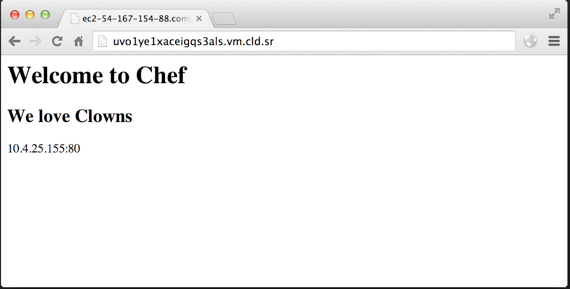 ec2-54-167-154-88.com
uvo1ye1xaceigqs3als.vm.cld.sr
Welcome to Chef
We love Clowns
10.4.25.155:80